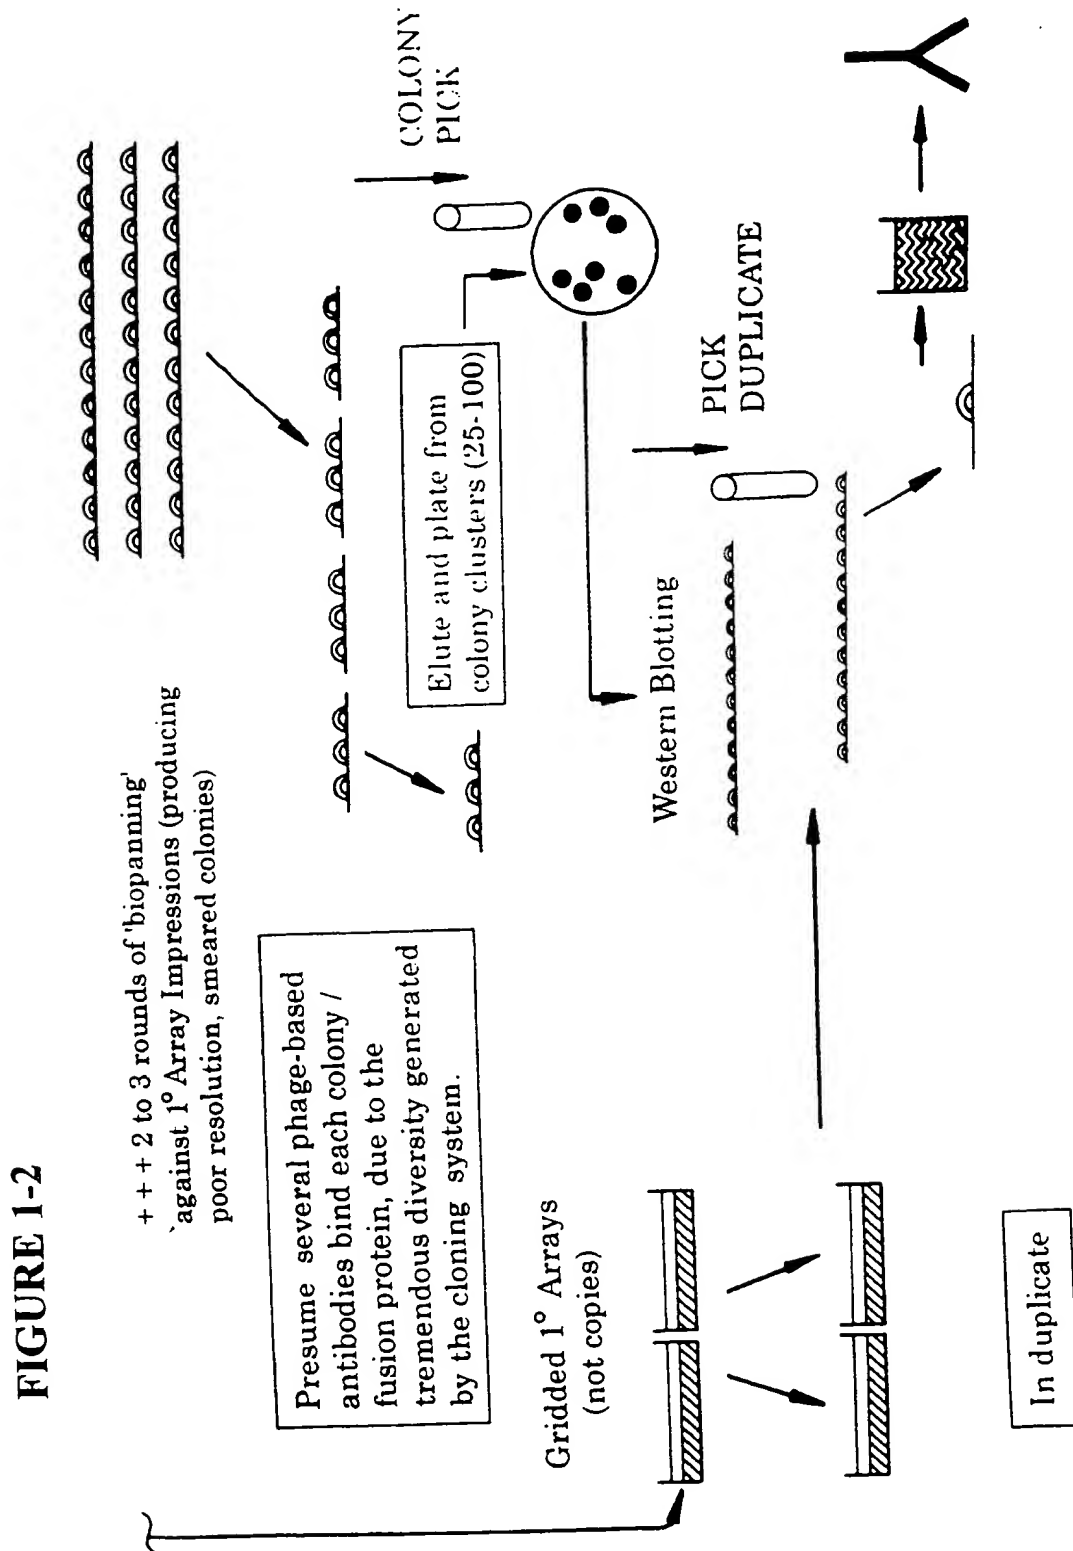 FIGURE 1-2
+ + + 2 to 3 rounds of 'biopanning'
`against 1° Array Impressions (producing
poor resolution, smeared colonies)
Presume several phage-based
antibodies bind each colony /
fusion protein, due to the
tremendous diversity generated
by the cloning system.
Elute and plate from
colony clusters (25-100)
COLONY
PICK
Gridded 1° Arrays
(not copies)
Western Blotting
PICK
DUPLICATE
In duplicate